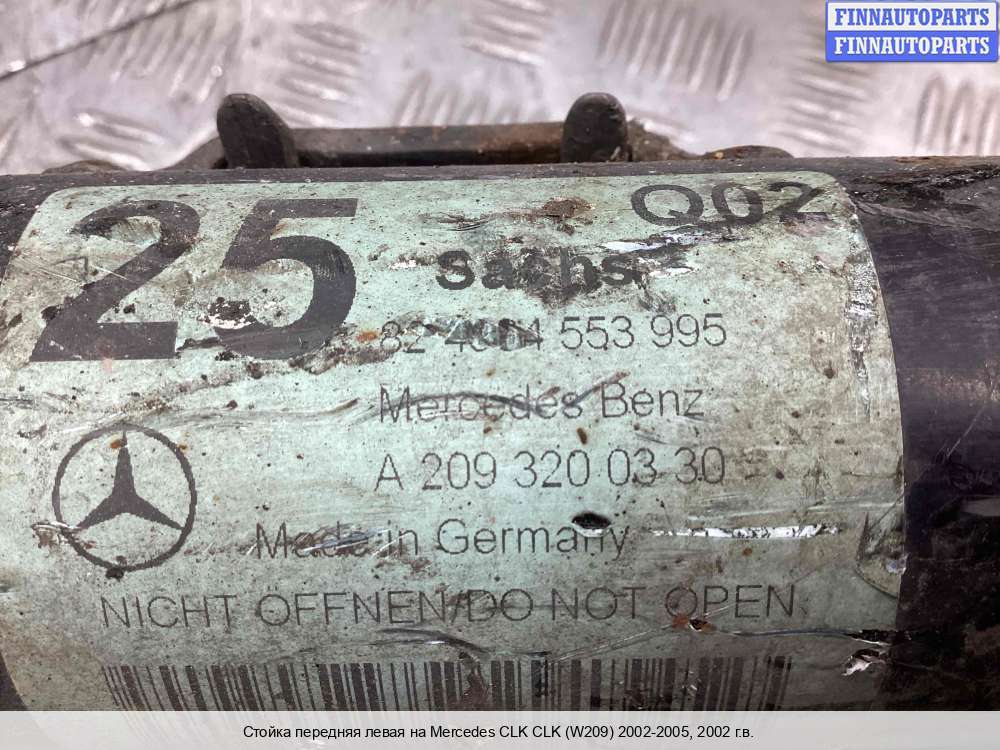 FINNAUTOPARTS
FINNAUTOPARTS
25
Q02
sachs
553 995
Mercedes Benz
A 209 320 03 30
Made in Germany
NICHT ÖFFNEN/DO NOT OPEN
Стойка передняя левая на Mercedes CLK CLK (W209) 2002-2005, 2002 г.в.